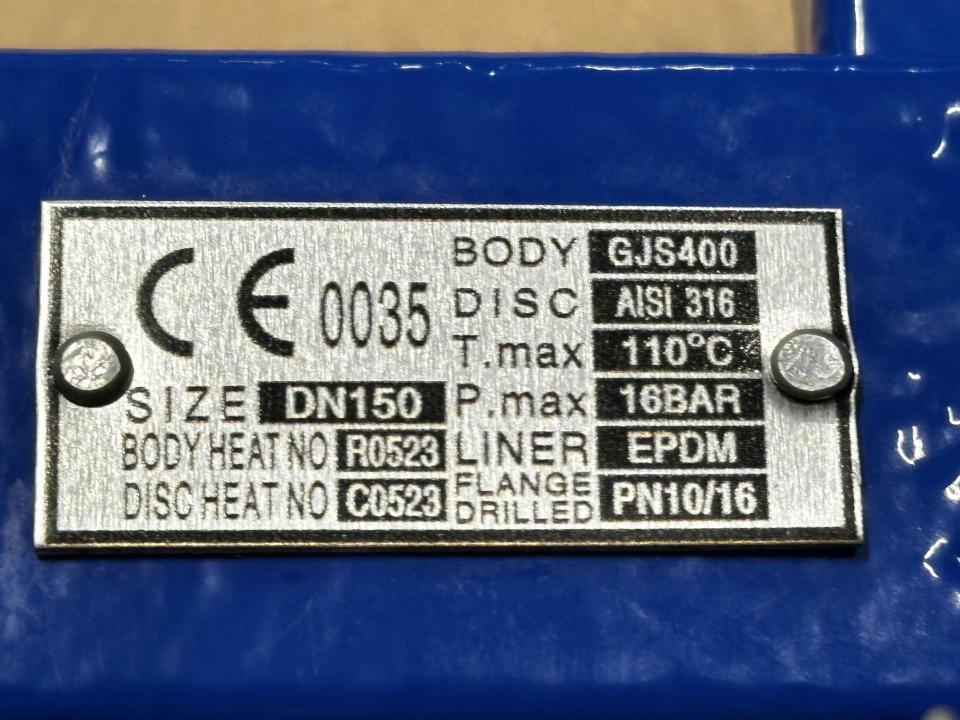 CE 0035
SIZE DN150
BODY HEAT NO R0523
DISC HEAT NO C0523
BODY GJS400
DISC AISI 316
T.max 110°C
P.max 16BAR
LINER EPDM
FLANGE
DRILLED PN10/16